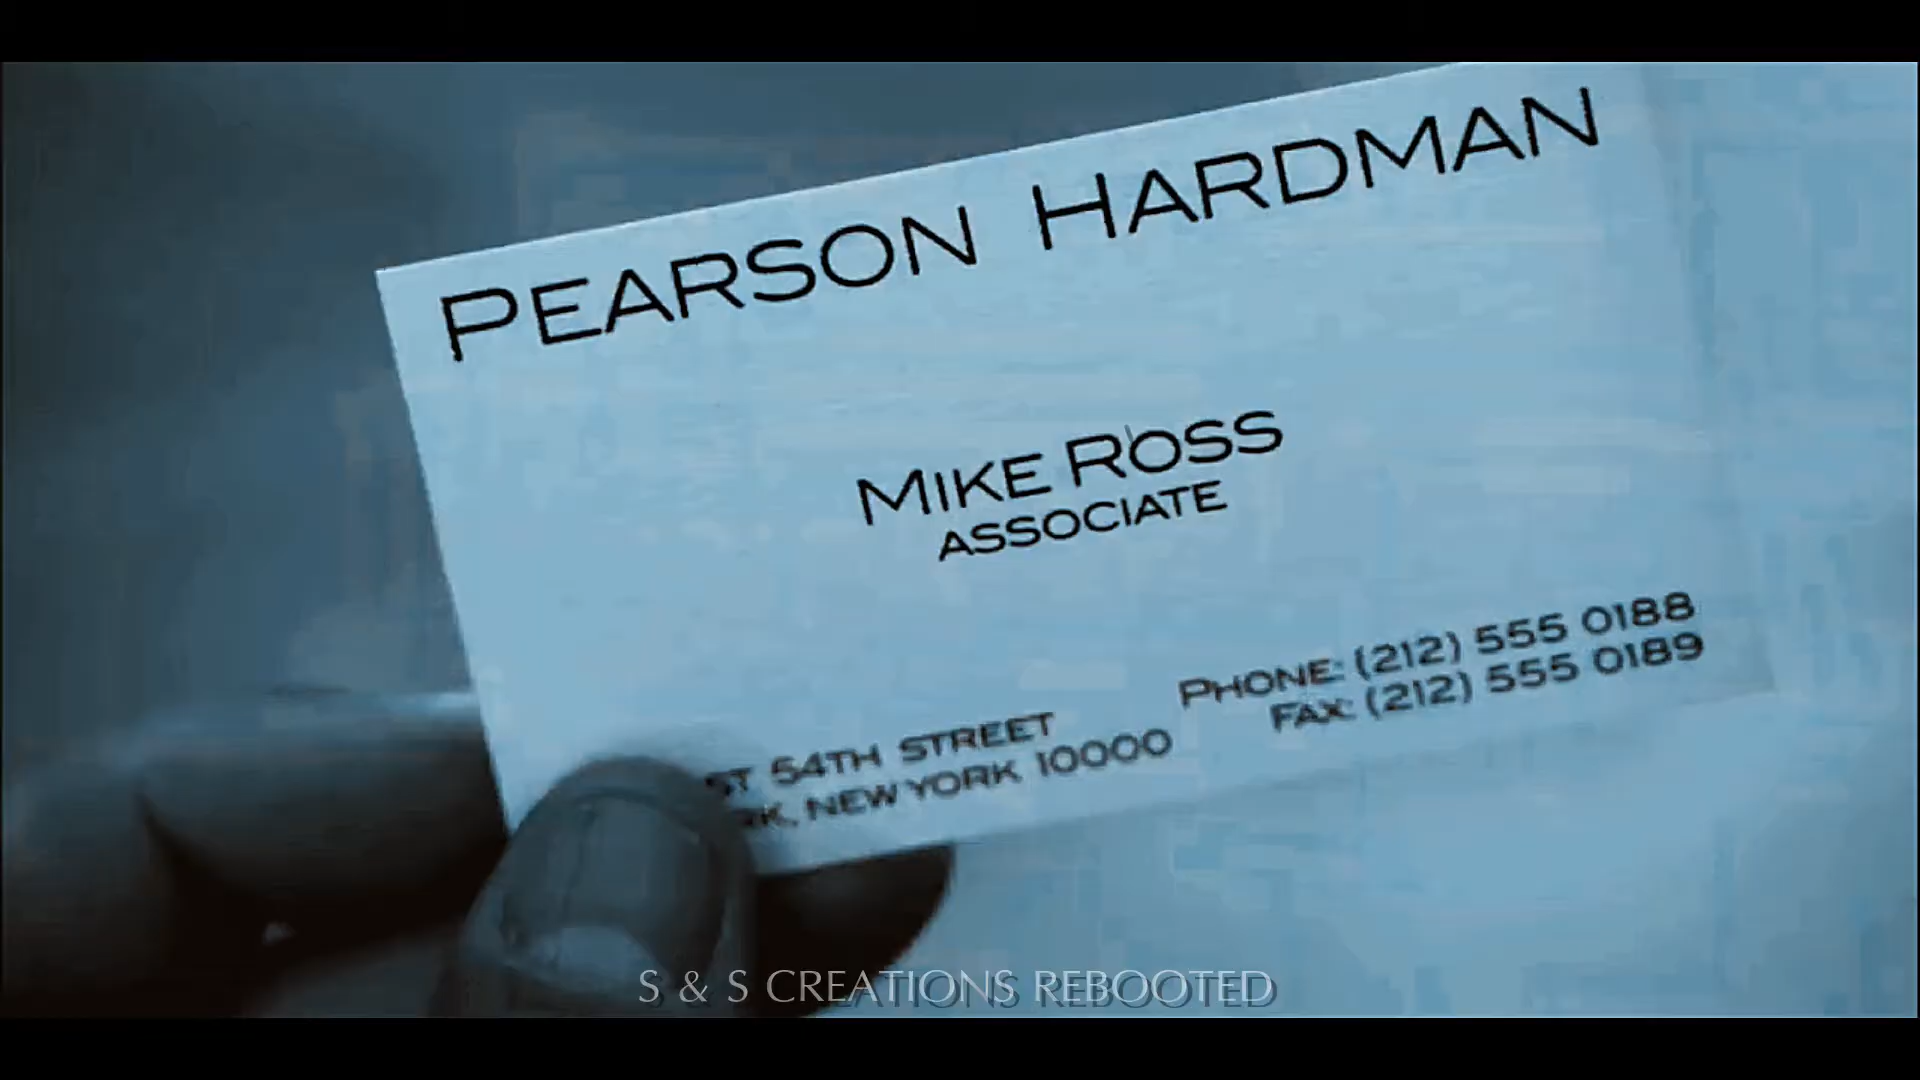 PEARSON HARDMAN
MIKE ROSS
ASSOCIATE
54TH STREET
NEW YORK 10000
PHONE: (212) 555 0188
FAX: (212) 555 0189
S & S CREATIONS REBOOTED